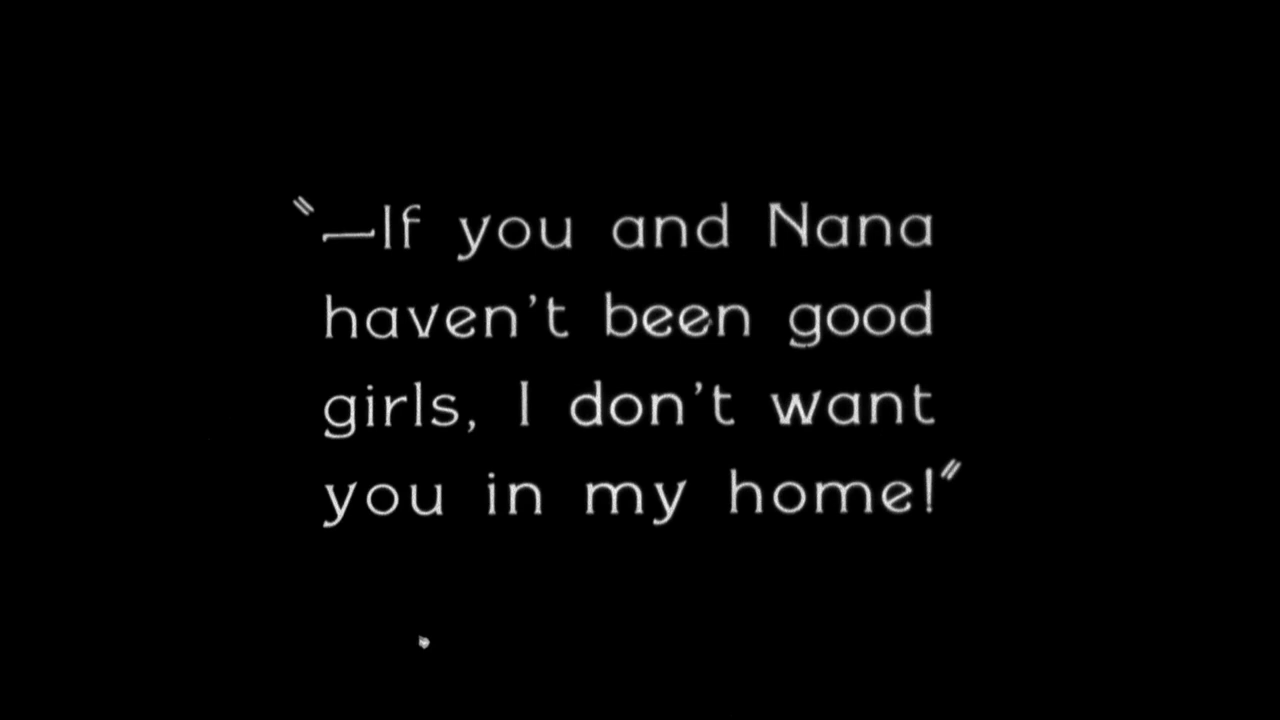 "—If you and Nana
haven't been good
girls, I don't want
you in my home!"